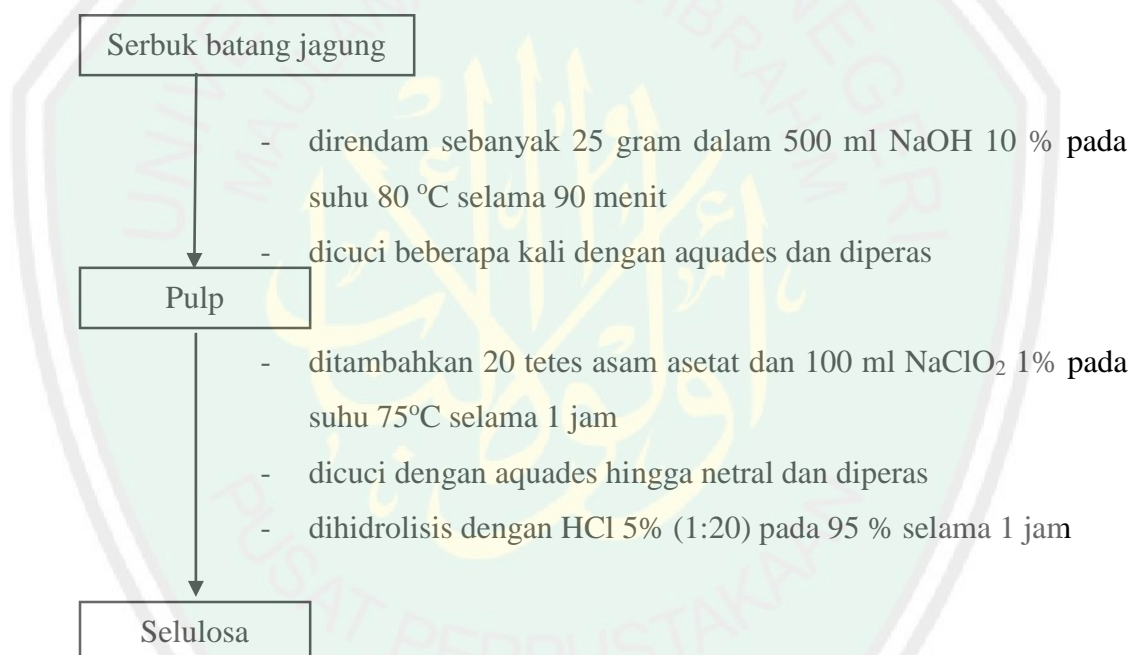 Serbuk batang jagung
- direndam sebanyak 25 gram dalam 500 ml NaOH 10 % pada
suhu 80 °C selama 90 menit
- dicuci beberapa kali dengan aquades dan diperas
Pulp
- ditambahkan 20 tetes asam asetat dan 100 ml NaClO₂ 1% pada
suhu 75°C selama 1 jam
- dicuci dengan aquades hingga netral dan diperas
- dihidrolisis dengan HCl 5% (1:20) pada 95 % selama 1 jam
Selulosa